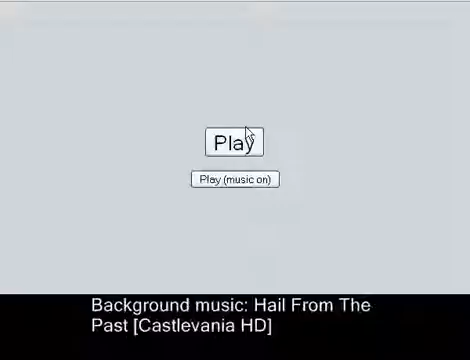 Play
Play (music on)
Background music: Hail From The
Past [Castlevania HD]